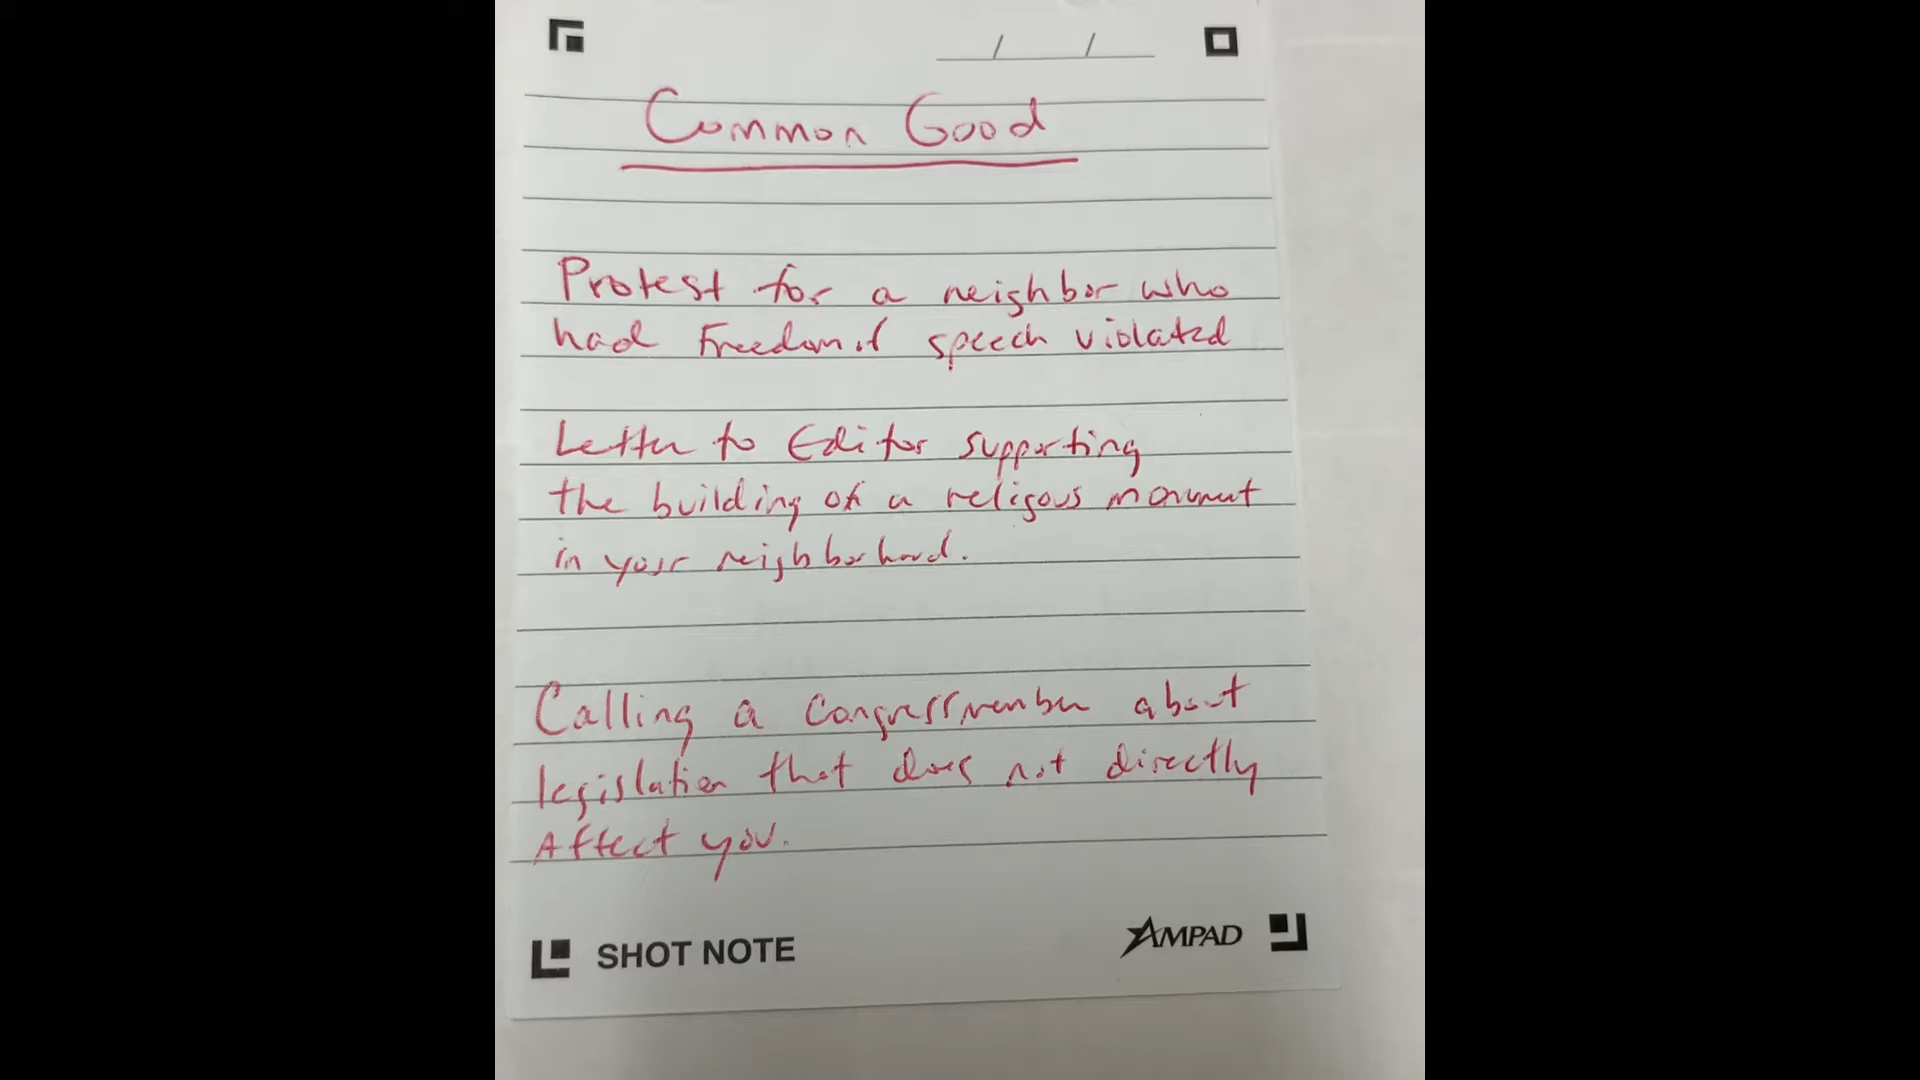 / /
Common Good
Protest for a neighbor who
had Freedom of speech violated
Letter to Editor supporting
the building of a religous monument
in your neighborhood.
Calling a Congressmember about
legislation that does not directly
Affect you.
SHOT NOTE
AMPAD